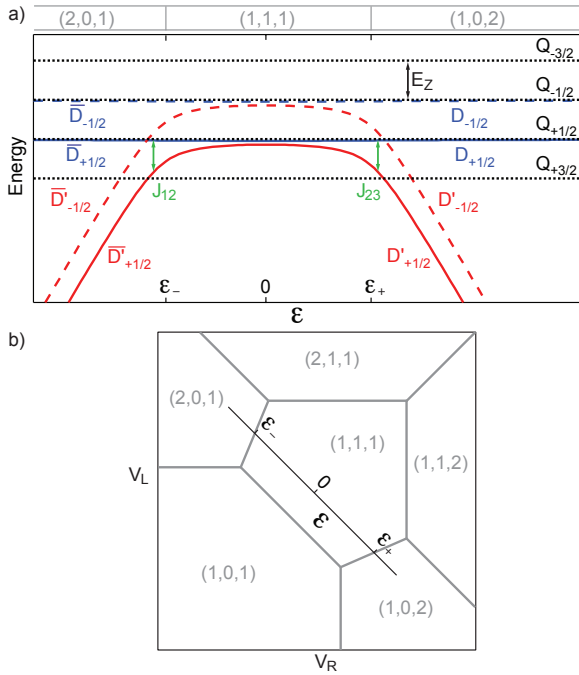 a)
(2,0,1) (1,1,1) (1,0,2)
Q-3/2
EZ
Q-1/2
D̅-1/2 D-1/2
Q+1/2
D̅+1/2 D+1/2
Q+3/2
Energy
J12 J23
D̅'-1/2 D'-1/2
D̅'+1/2 D'+1/2
ε- 0 ε+
ε
b)
(2,1,1)
(2,0,1)
ε-
(1,1,1)
(1,1,2)
VL
0
ε
ε+
(1,0,1)
(1,0,2)
VR